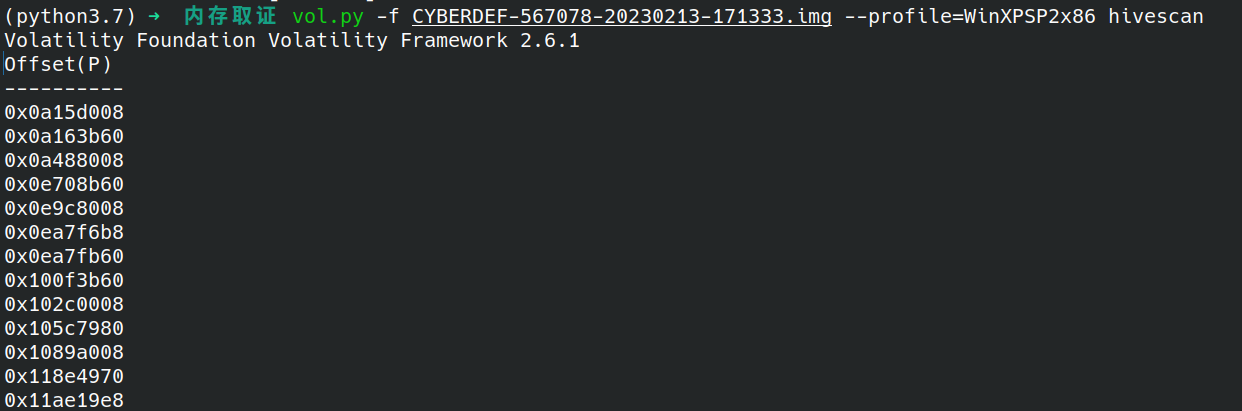 (python3.7) → 内存取证 vol.py -f CYBERDEF-567078-20230213-171333.img --profile=WinXPSP2x86 hivescan
Volatility Foundation Volatility Framework 2.6.1
Offset(P)
----------
0x0a15d008
0x0a163b60
0x0a488008
0x0e708b60
0x0e9c8008
0x0ea7f6b8
0x0ea7fb60
0x100f3b60
0x102c0008
0x105c7980
0x1089a008
0x118e4970
0x11ae19e8